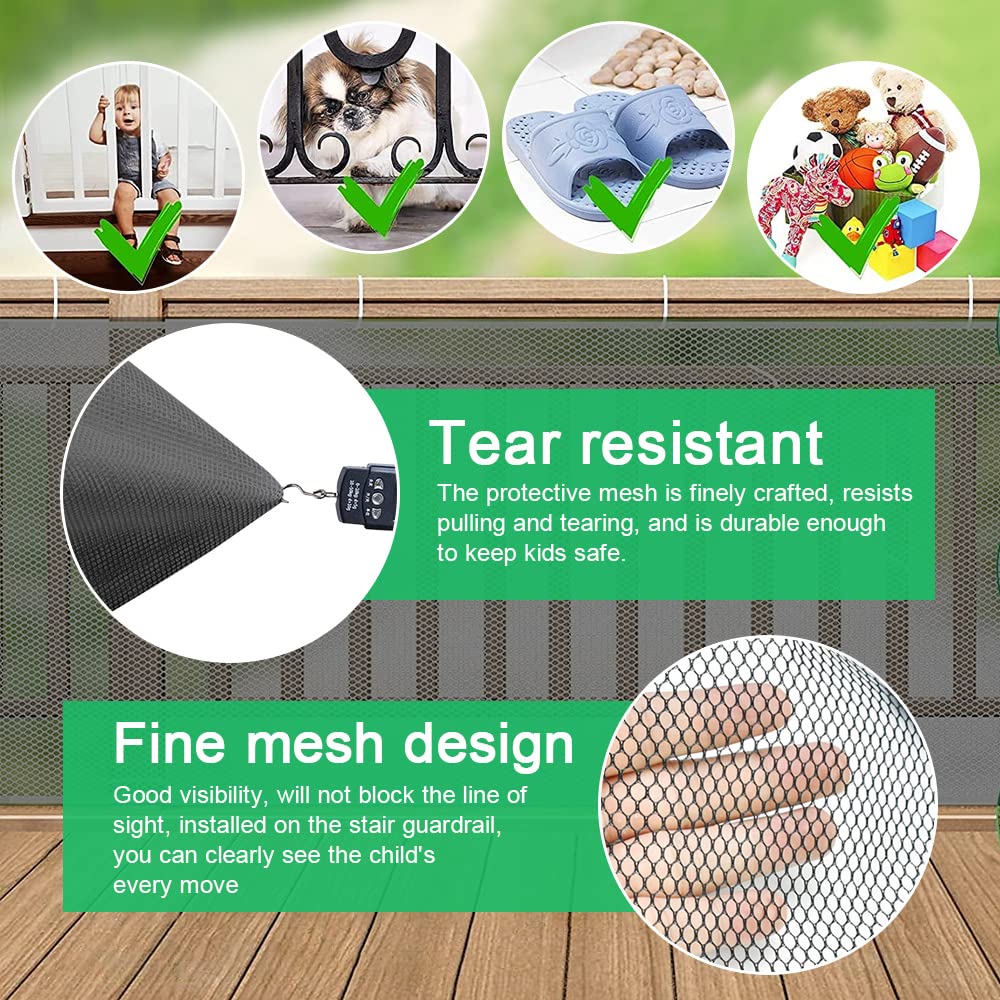 Tear resistant
The protective mesh is finely crafted, resists
pulling and tearing, and is durable enough
to keep kids safe.
Fine mesh design
Good visibility, will not block the line of
sight, installed on the stair guardrail,
you can clearly see the child's
every move